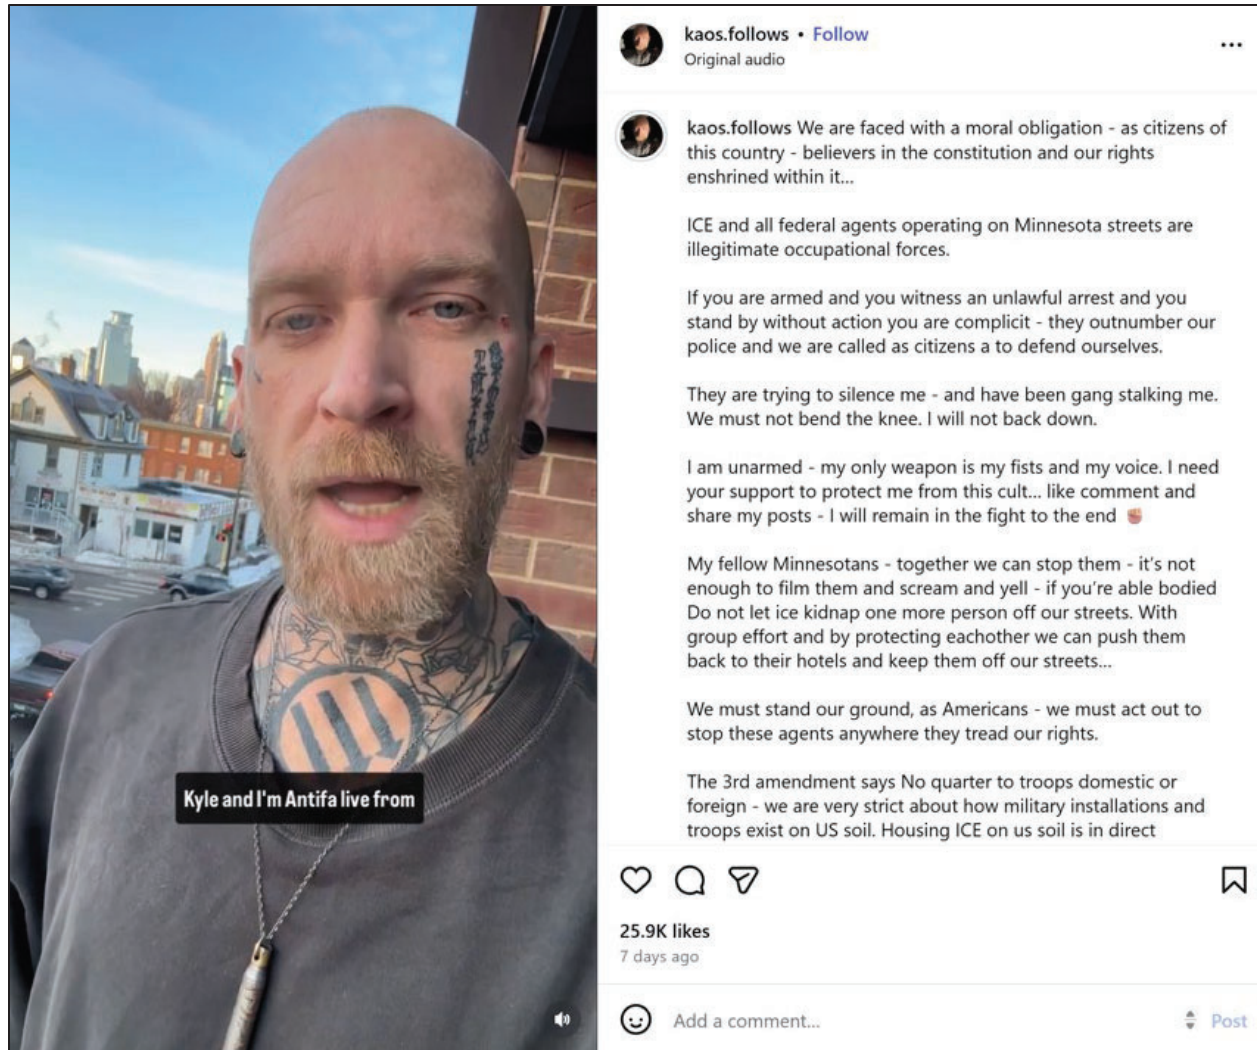 kaos.follows • Follow
Original audio
kaos.follows We are faced with a moral obligation - as citizens of
this country - believers in the constitution and our rights
enshrined within it...
ICE and all federal agents operating on Minnesota streets are
illegitimate occupational forces.
If you are armed and you witness an unlawful arrest and you
stand by without action you are complicit - they outnumber our
police and we are called as citizens a to defend ourselves.
They are trying to silence me - and have been gang stalking me.
We must not bend the knee. I will not back down.
I am unarmed - my only weapon is my fists and my voice. I need
your support to protect me from this cult... like comment and
share my posts - I will remain in the fight to the end ✊🏽
My fellow Minnesotans - together we can stop them - it’s not
enough to film them and scream and yell - if you’re able bodied
Do not let ice kidnap one more person off our streets. With
group effort and by protecting eachother we can push them
back to their hotels and keep them off our streets...
We must stand our ground, as Americans - we must act out to
stop these agents anywhere they tread our rights.
The 3rd amendment says No quarter to troops domestic or
foreign - we are very strict about how military installations and
troops exist on US soil. Housing ICE on us soil is in direct
25.9K likes
7 days ago
Add a comment...
Post
Kyle and I'm Antifa live from